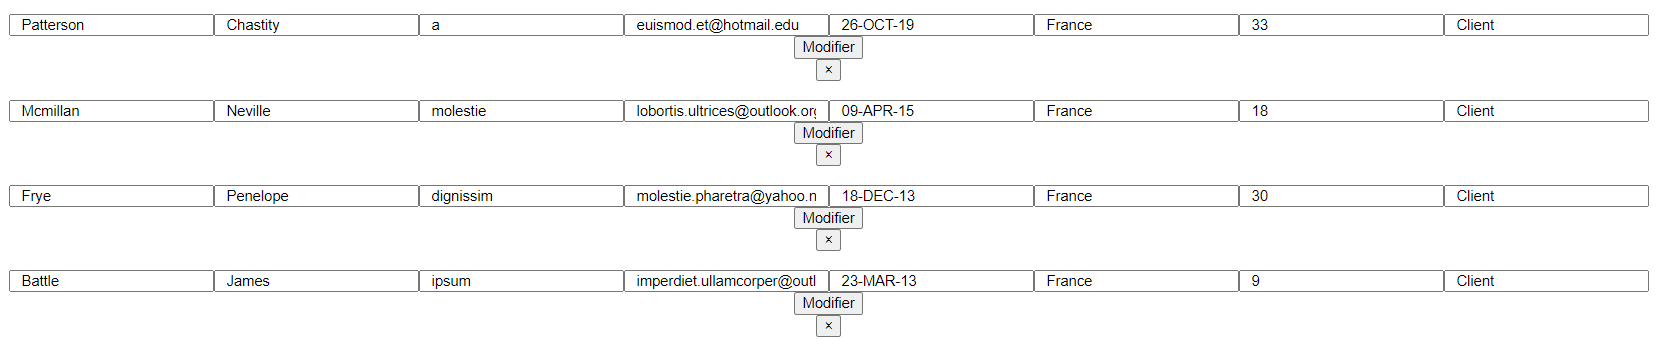 Patterson Chastity a euismod.et@hotmail.edu 26-OCT-19 France 33 Client
Modifier
×
Mcmillan Neville molestie lobortis.ultrices@outlook.org 09-APR-15 France 18 Client
Modifier
×
Frye Penelope dignissim molestie.pharetra@yahoo.n 18-DEC-13 France 30 Client
Modifier
×
Battle James ipsum imperdiet.ullamcorper@outl 23-MAR-13 France 9 Client
Modifier
×